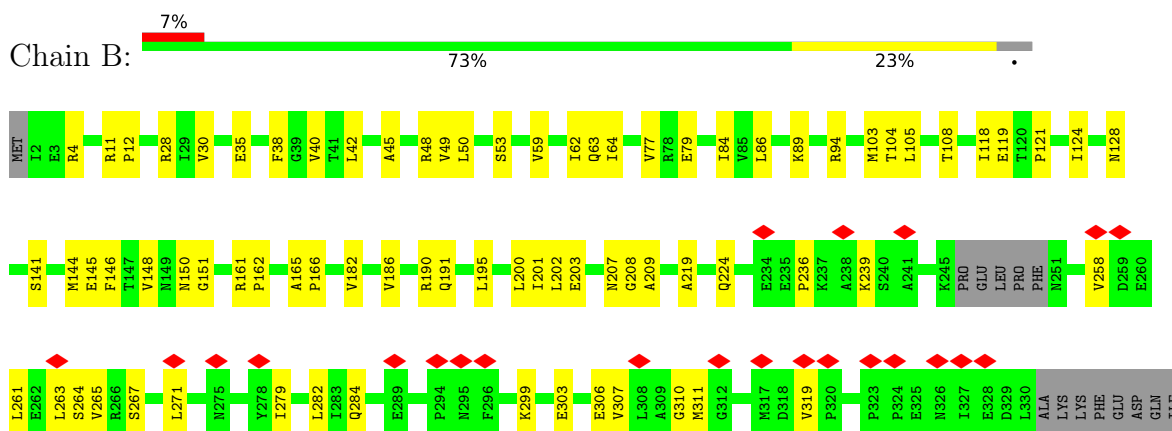 7%
Chain B:
73% 23% •
MET I2 E3 R4 R11 P12 R28 I29 V30 E35 F38 G39 V40 T41 L42 A45 R48 V49 L50 S53 V59 I62 Q63 I64 V77 R78 E79 I84 V85 L86 K89 R94 M103 T104 L105 T108 I118 E119 T120 P121 I124 N128
S141 M144 E145 F146 T147 V148 N149 N150 G151 R161 P162 A165 P166 V182 V186 R190 Q191 L195 L200 I201 L202 E203 N207 G208 A209 A219 Q224 E234 E235 P236 K237 A238 K239 S240 A241 K245 PRO GLU LEU PRO PHE N251 V258 D259 E260
L261 E262 L263 S264 V265 R266 S267 L271 N275 Y278 I279 L282 I283 Q284 E289 P294 N295 F296 K299 E303 E306 V307 L308 A309 G310 M311 G312 M317 D318 V319 P320 P323 P324 E325 N326 I327 E328 D329 L330 ALA LYS LYS PHE GLU ASP GLN